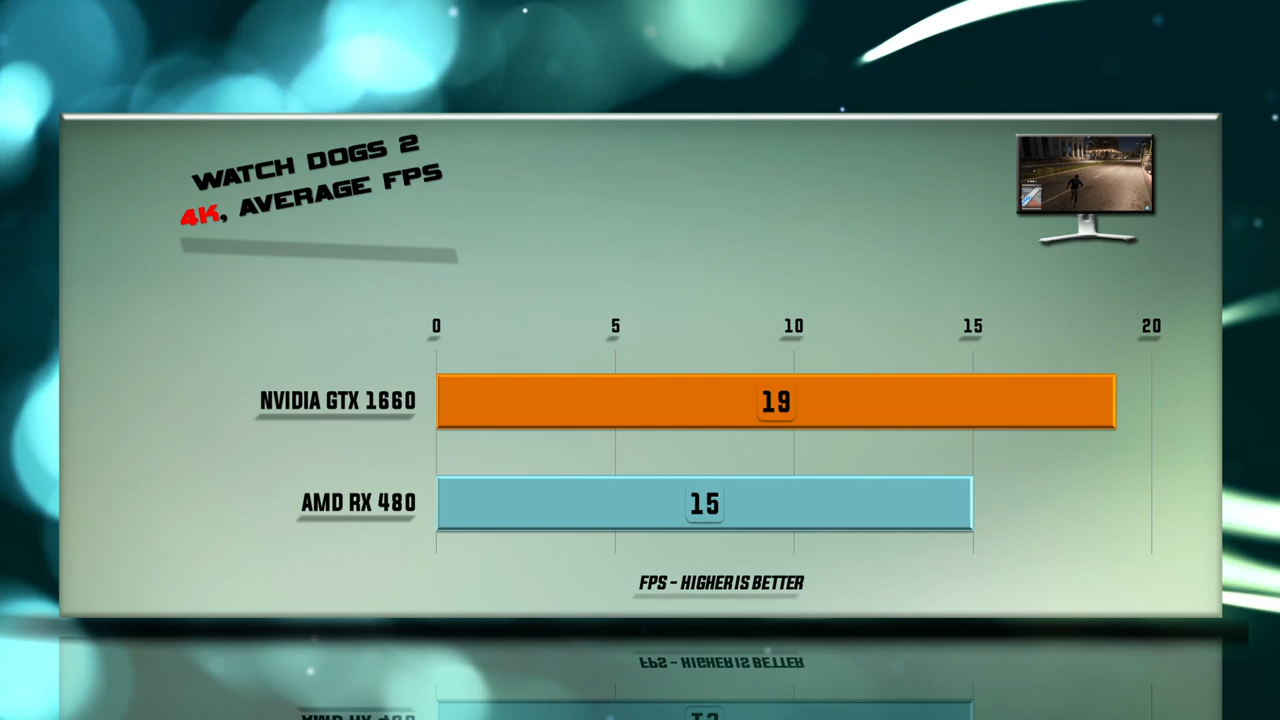 WATCH DOGS 2
4K, AVERAGE FPS
0 5 10 15 20
NVIDIA GTX 1660 19
AMD RX 480 15
FPS - HIGHER IS BETTER